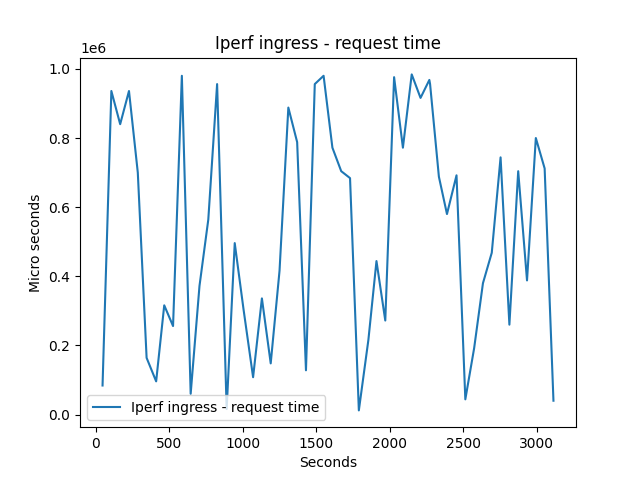 Iperf ingress - request time
1e6
1.0
0.8
0.6
0.4
0.2
0.0
Micro seconds
Iperf ingress - request time
0 500 1000 1500 2000 2500 3000
Seconds